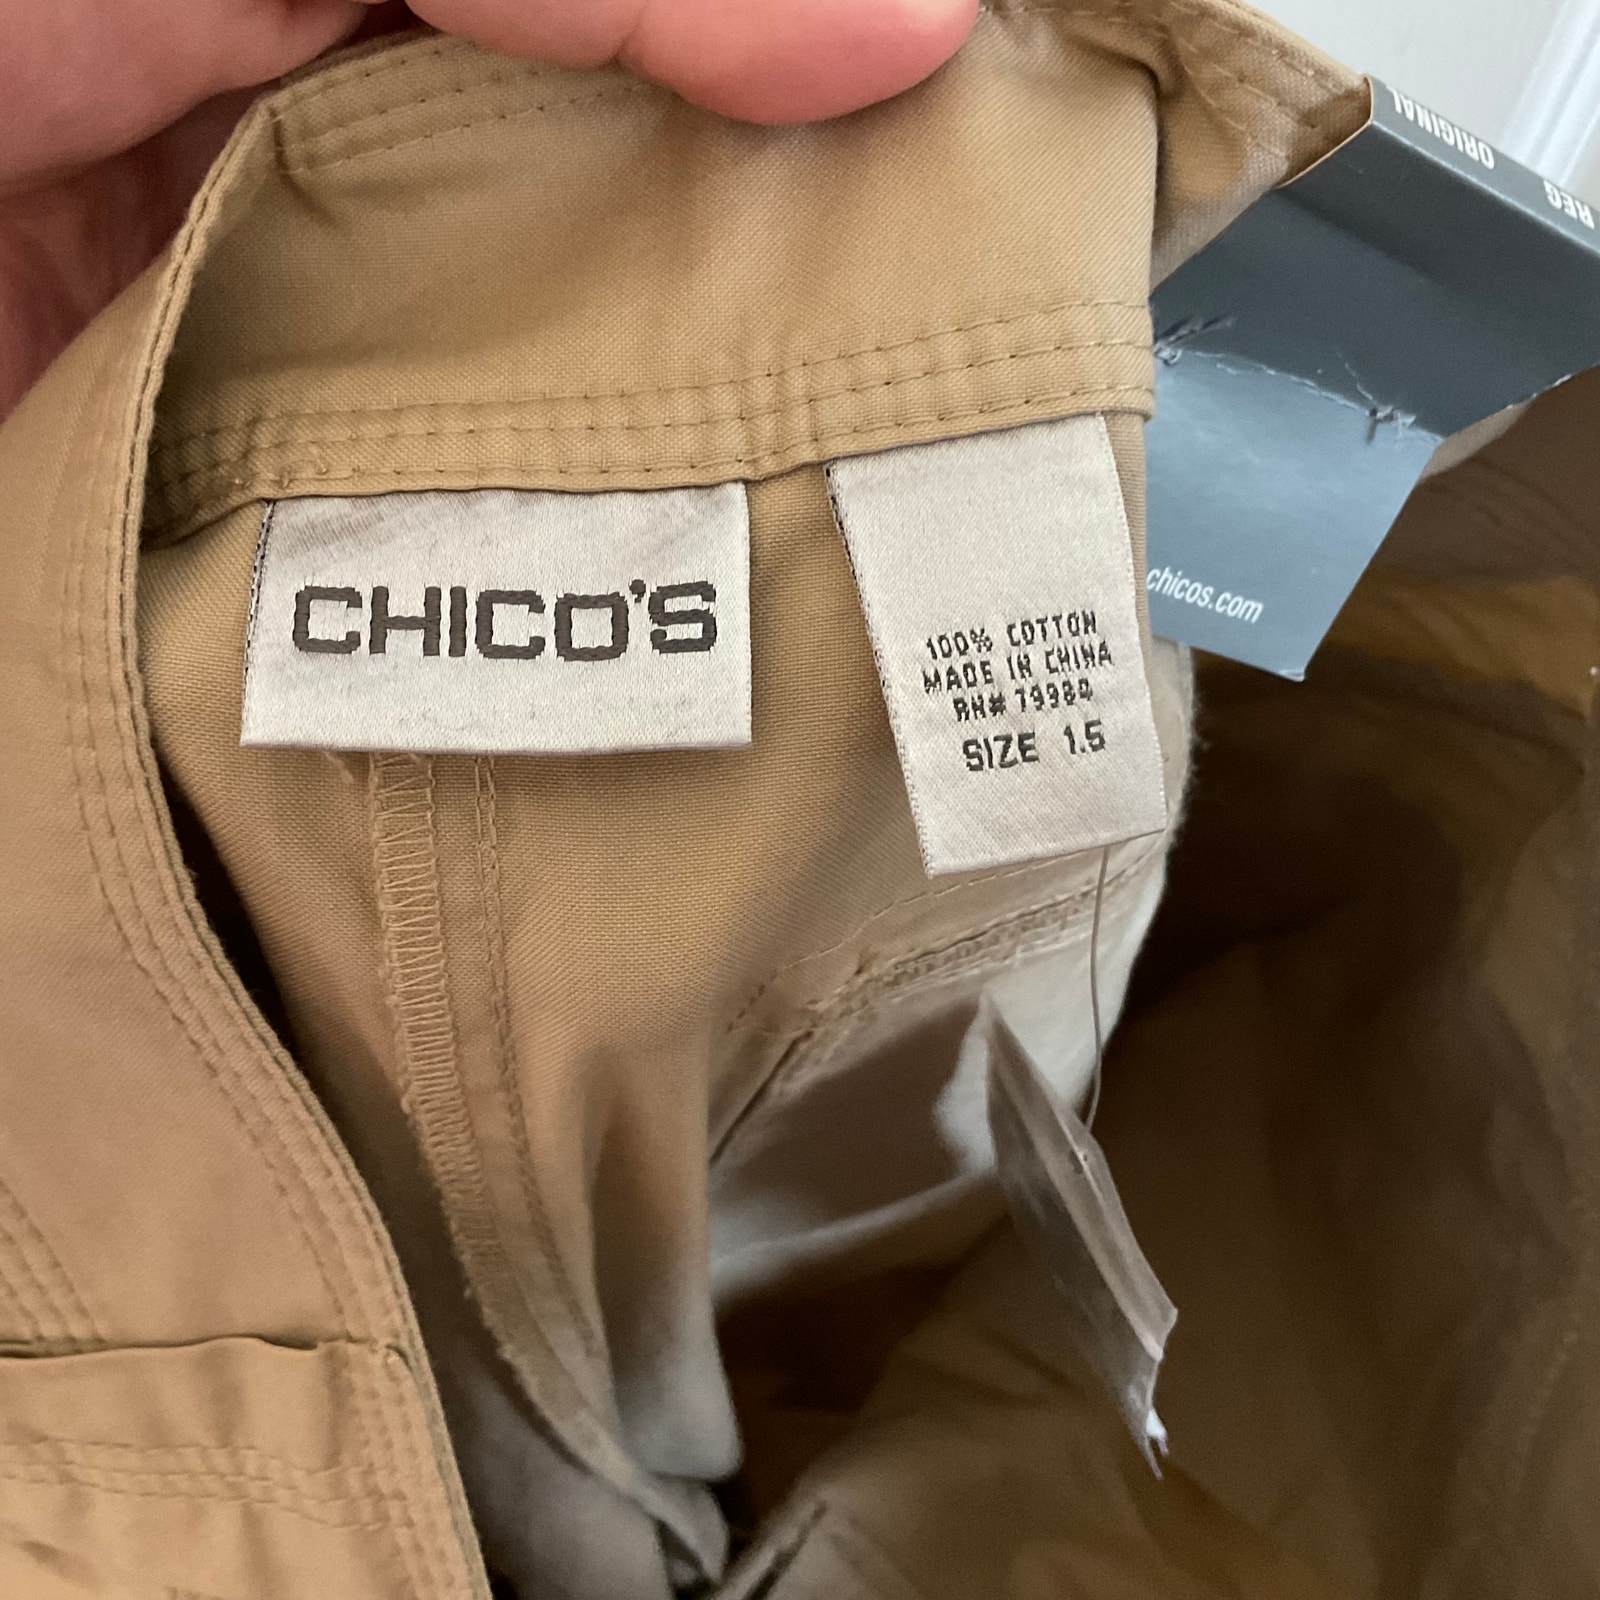 CHICO'S
100% COTTON
MADE IN CHINA
RN# 79984
SIZE 1.5
REG
ORIGINAL
chicos.com